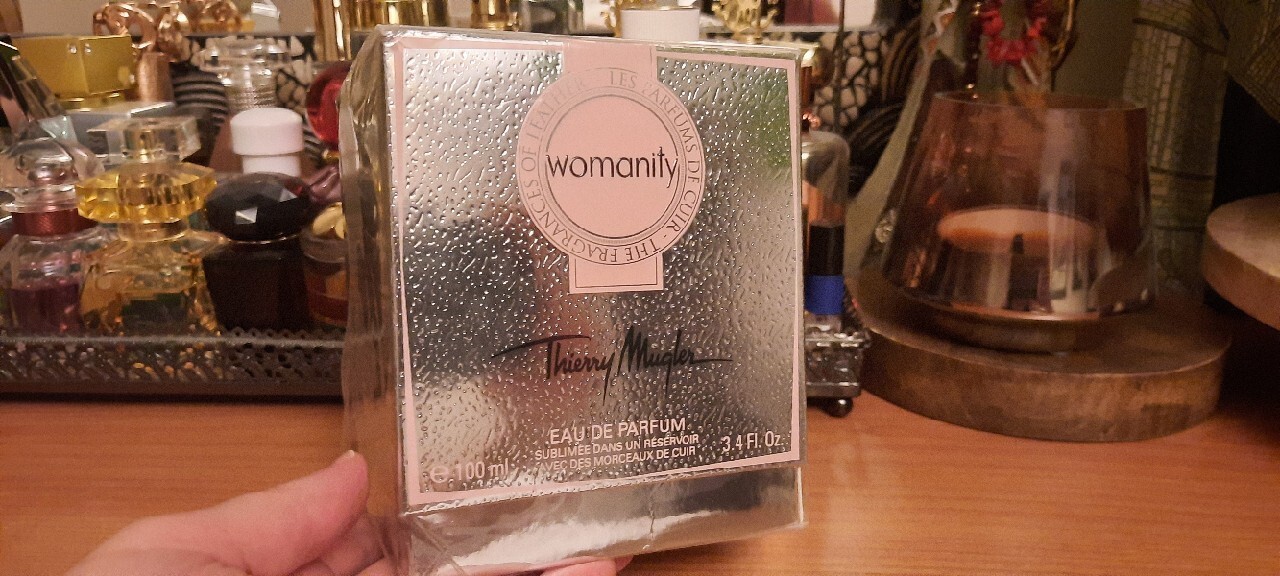 LES PARFUMS DE CUIR · THE FRAGRANCES OF LEATHER ·
womanity
Thierry Mugler
EAU DE PARFUM
SUBLIMÉE DANS UN RÉSERVOIR
AVEC DES MORCEAUX DE CUIR
e 100 ml
3.4 Fl. Oz.